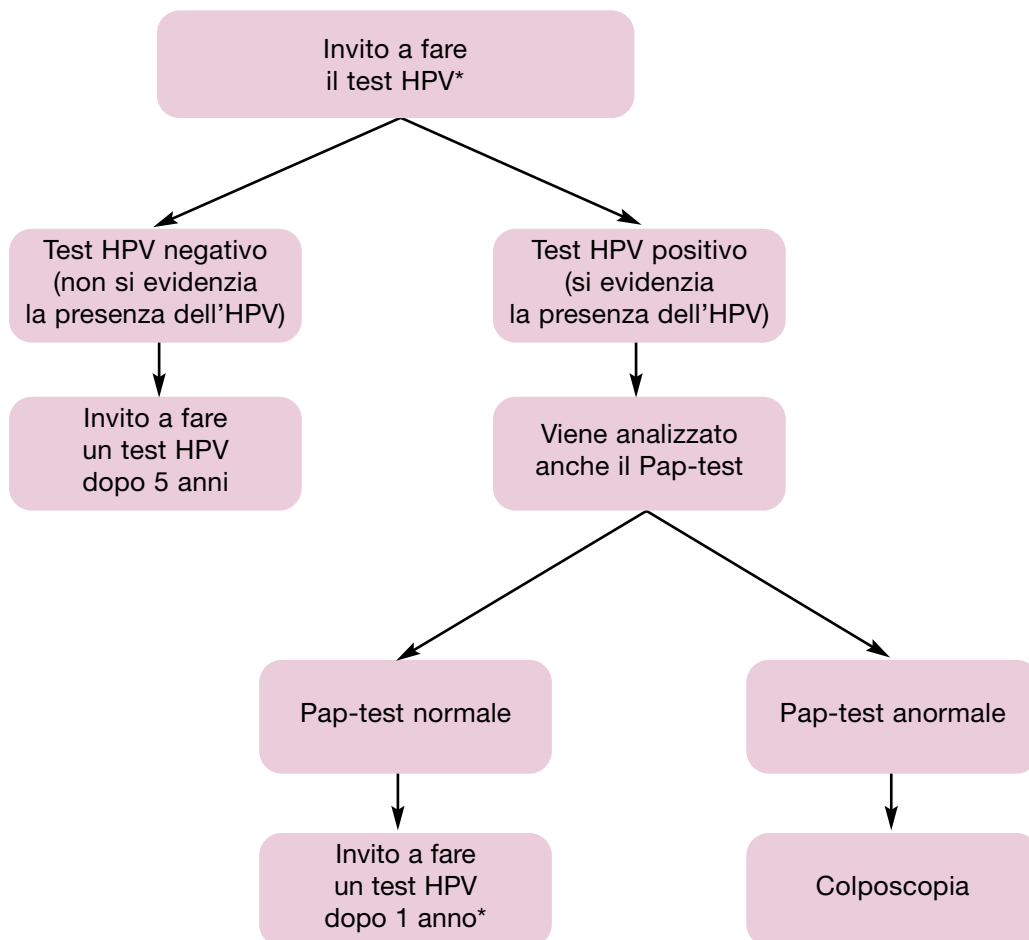 Invito a fare
il test HPV*
Test HPV negativo
(non si evidenzia
la presenza dell’HPV)
Test HPV positivo
(si evidenzia
la presenza dell’HPV)
Invito a fare
un test HPV
dopo 5 anni
Viene analizzato
anche il Pap-test
Pap-test normale
Pap-test anormale
Invito a fare
un test HPV
dopo 1 anno*
Colposcopia